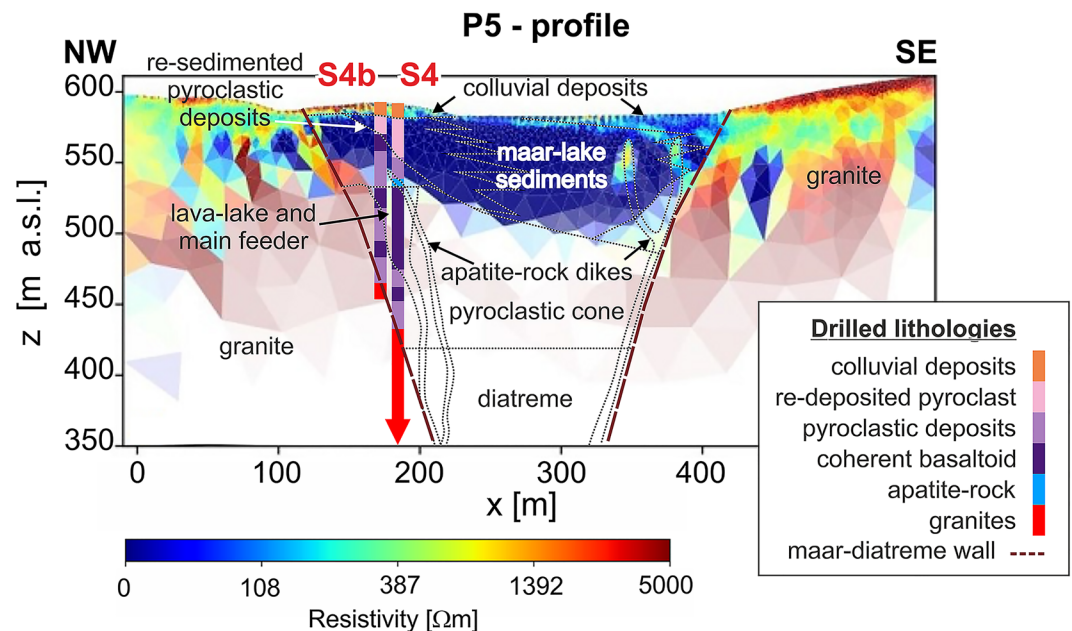 P5 - profile
NW
SE
re-sedimented
pyroclastic
deposits
S4b
S4
colluvial deposits
maar-lake
sediments
granite
lava-lake and
main feeder
apatite-rock dikes
pyroclastic cone
granite
diatreme
z [m a.s.l.]
600
550
500
450
400
350
0
100
200
300
400
x [m]
Drilled lithologies
colluvial deposits
re-deposited pyroclast
pyroclastic deposits
coherent basaltoid
apatite-rock
granites
maar-diatreme wall
0
108
387
1392
5000
Resistivity [Ωm]